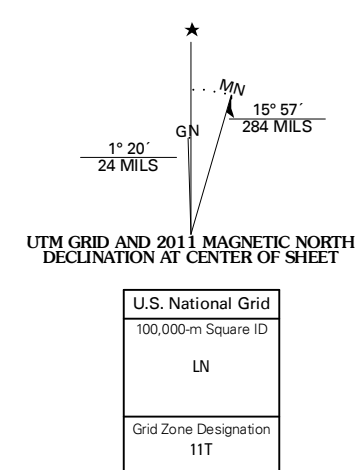 ★
MN
15° 57´
284 MILS
GN
1° 20´
24 MILS
UTM GRID AND 2011 MAGNETIC NORTH
DECLINATION AT CENTER OF SHEET
U.S. National Grid
100,000-m Square ID
LN
Grid Zone Designation
11T